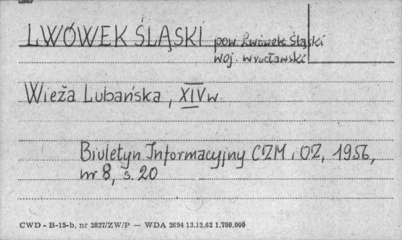 LWÓWEK ŚLĄSKI pow. Lwówek Śląski
woj. wrocławski
Wieża Lubańska, XIV w.
Biuletyn Informacyjny CZM i OZ, 1956,
nr 8, s. 20
CWD - B-15-b, nr 2827/ZW/P — WDA 2694 13.12.62 1.700.000